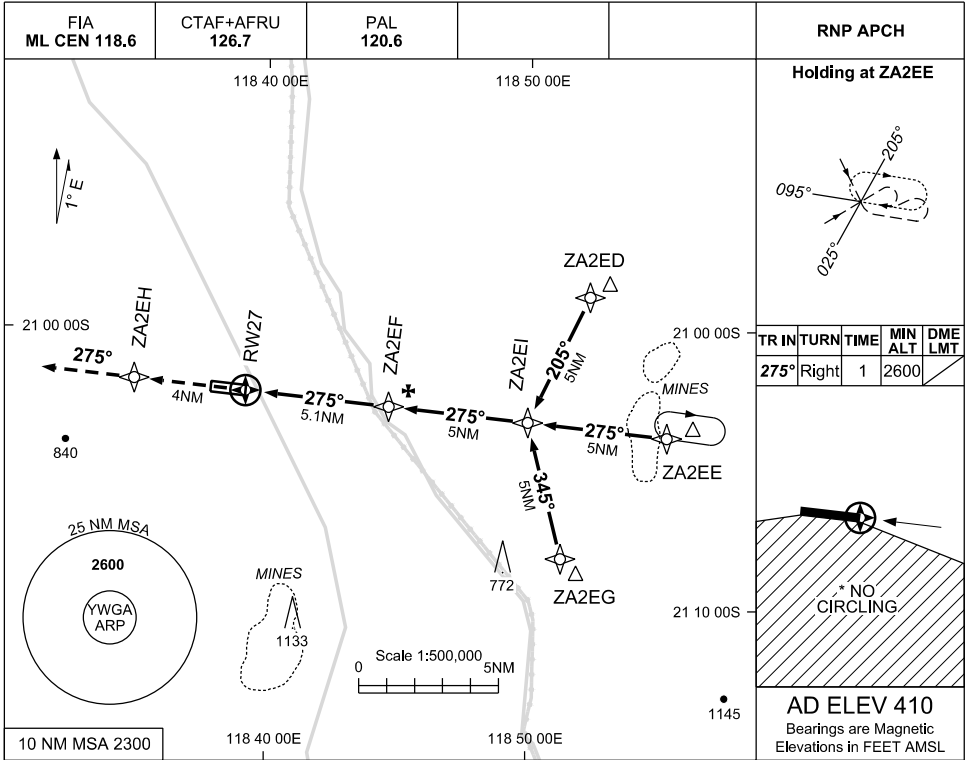 FIA
ML CEN 118.6
CTAF+AFRU
126.7
PAL
120.6
RNP APCH
118 40 00E
118 50 00E
Holding at ZA2EE
205°
095°
025°
1° E
ZA2ED
ZA2EH
RW27
ZA2EF
ZA2EI
21 00 00S
21 00 00S
275°
4NM
275°
5.1NM
275°
5NM
205°
5NM
275°
5NM
345°
5NM
MINES
ZA2EE
TR IN
TURN
TIME
MIN ALT
DME LMT
275°
Right
1
2600
840
25 NM MSA
2600
YWGA
ARP
MINES
1133
772
ZA2EG
21 10 00S
Scale 1:500,000
0
5NM
1145
* NO
CIRCLING
AD ELEV 410
Bearings are Magnetic
Elevations in FEET AMSL
10 NM MSA 2300
118 40 00E
118 50 00E